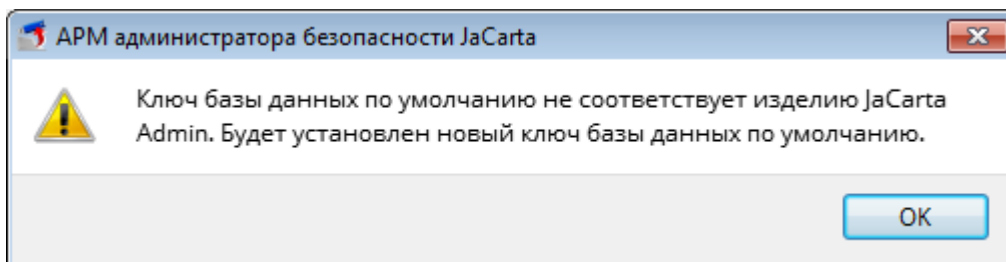 АРМ администратора безопасности JaCarta
Ключ базы данных по умолчанию не соответствует изделию JaCarta
Admin. Будет установлен новый ключ базы данных по умолчанию.
OK